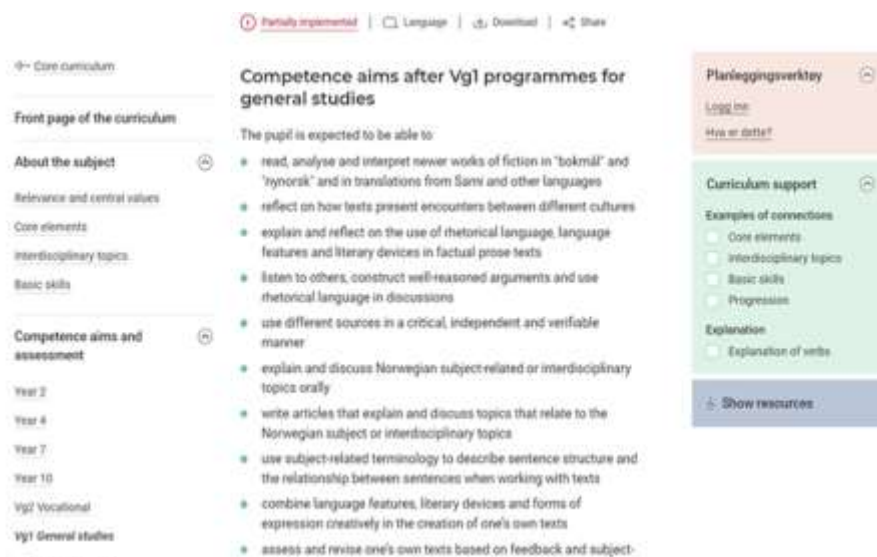 Partially implemented | Language | Download | Share
Core curriculum
Front page of the curriculum
About the subject
Relevance and central values
Core elements
Interdisciplinary topics
Basic skills
Competence aims and
assessment
Year 2
Year 4
Year 7
Year 10
Vg2 Vocational
Vg1 General studies
Competence aims after Vg1 programmes for
general studies
The pupil is expected to be able to
read, analyse and interpret newer works of fiction in "bokmål" and
"nynorsk" and in translations from Sami and other languages
reflect on how texts present encounters between different cultures
explain and reflect on the use of rhetorical language, language
features and literary devices in factual prose texts
listen to others, construct well-reasoned arguments and use
rhetorical language in discussions
use different sources in a critical, independent and verifiable
manner
explain and discuss Norwegian subject-related or interdisciplinary
topics orally
write articles that explain and discuss topics that relate to the
Norwegian subject or interdisciplinary topics
use subject-related terminology to describe sentence structure and
the relationship between sentences when working with texts
combine language features, literary devices and forms of
expression creatively in the creation of one's own texts
assess and revise one's own texts based on feedback and subject-
Planleggingsverktøy
Logg inn
Hva er dette?
Curriculum support
Examples of connections
Core elements
Interdisciplinary topics
Basic skills
Progression
Explanation
Explanation of verbs
Show resources